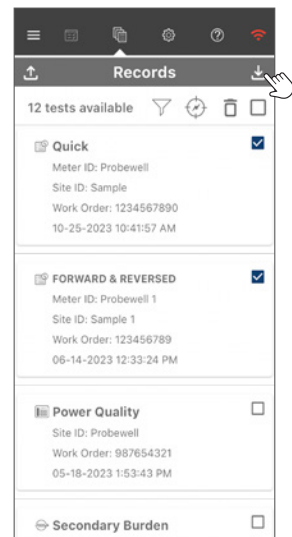 Records
12 tests available
Quick
Meter ID: Probewell
Site ID: Sample
Work Order: 1234567890
10-25-2023 10:41:57 AM
FORWARD & REVERSED
Meter ID: Probewell 1
Site ID: Sample 1
Work Order: 123456789
06-14-2023 12:33:24 PM
Power Quality
Site ID: Probewell
Work Order: 987654321
05-18-2023 1:53:43 PM
Secondary Burden